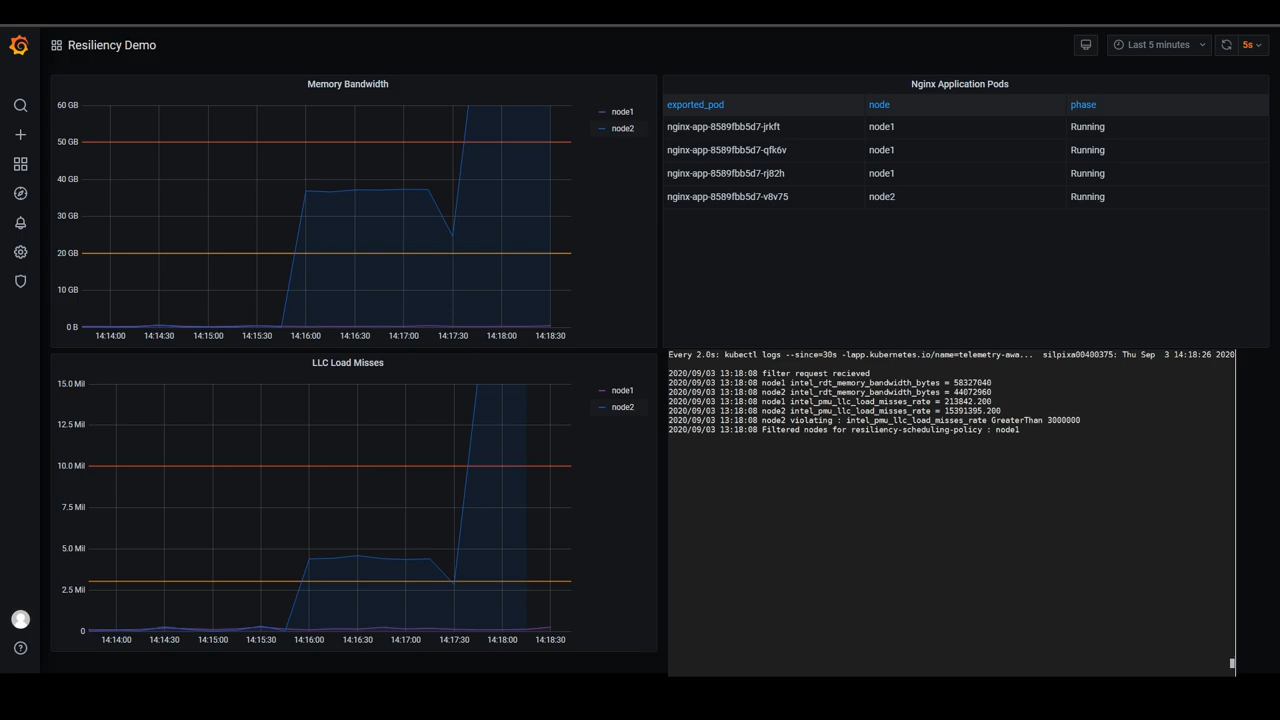 Resiliency Demo
Last 5 minutes
5s
Memory Bandwidth
60 GB
50 GB
40 GB
30 GB
20 GB
10 GB
0 B
14:14:00 14:14:30 14:15:00 14:15:30 14:16:00 14:16:30 14:17:00 14:17:30 14:18:00 14:18:30
node1
node2
Nginx Application Pods
exported_pod node phase
nginx-app-8589fbb5d7-jrkft node1 Running
nginx-app-8589fbb5d7-qfk6v node1 Running
nginx-app-8589fbb5d7-rj82h node1 Running
nginx-app-8589fbb5d7-v8v75 node2 Running
LLC Load Misses
15.0 Mil
12.5 Mil
10.0 Mil
7.5 Mil
5.0 Mil
2.5 Mil
0
14:14:00 14:14:30 14:15:00 14:15:30 14:16:00 14:16:30 14:17:00 14:17:30 14:18:00 14:18:30
node1
node2
Every 2.0s: kubectl logs --since=30s -lapp.kubernetes.io/name=telemetry-awa... silpixa00400375: Thu Sep 3 14:18:26 2020
2020/09/03 13:18:08 filter request recieved
2020/09/03 13:18:08 node1 intel_rdt_memory_bandwidth_bytes = 58327040
2020/09/03 13:18:08 node2 intel_rdt_memory_bandwidth_bytes = 44072960
2020/09/03 13:18:08 node1 intel_pmu_llc_load_misses_rate = 213842.200
2020/09/03 13:18:08 node2 intel_pmu_llc_load_misses_rate = 15391395.200
2020/09/03 13:18:08 node2 violating : intel_pmu_llc_load_misses_rate GreaterThan 3000000
2020/09/03 13:18:08 Filtered nodes for resiliency-scheduling-policy : node1